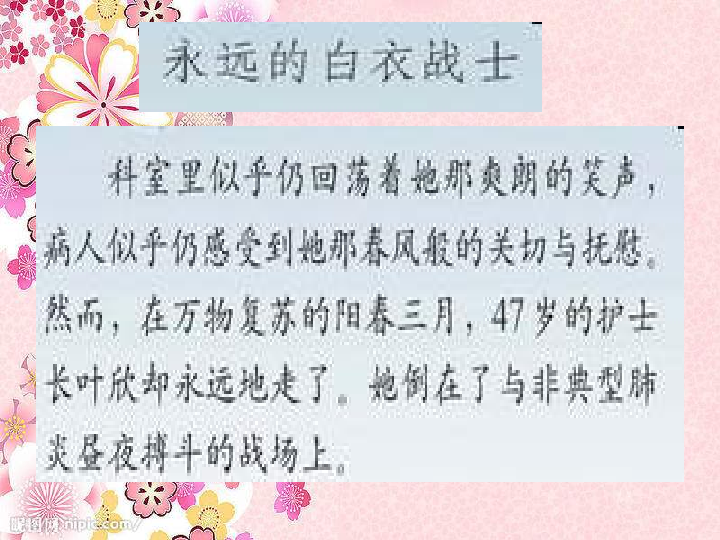 永远的白衣战士
科室里似乎仍回荡着她那爽朗的笑声，
病人似乎仍感受到她那春风般的关切与抚慰。
然而，在万物复苏的阳春三月，47岁的护士
长叶欣却永远地走了。她倒在了与非典型肺
炎昼夜搏斗的战场上。
昵图网 nipic.com/